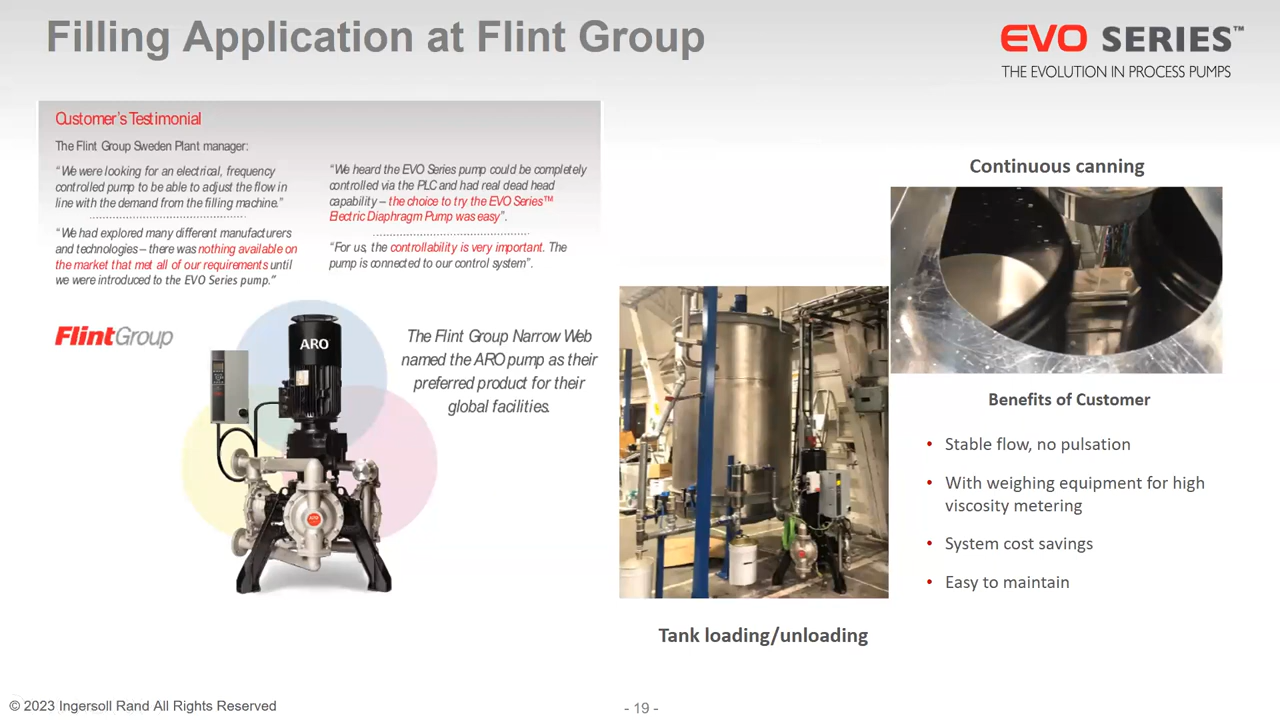 Filling Application at Flint Group
EVO SERIES™
THE EVOLUTION IN PROCESS PUMPS
Customer's Testimonial
The Flint Group Sweden Plant manager:
“We were looking for an electrical, frequency
controlled pump to be able to adjust the flow in
line with the demand from the filling machine.”
“We had explored many different manufacturers
and technologies – there was nothing available on
the market that met all of our requirements until
we were introduced to the EVO Series pump.”
“We heard the EVO Series pump could be completely
controlled via the PLC and had real dead head
capability – the choice to try the EVO Series™
Electric Diaphragm Pump was easy”.
“For us, the controllability is very important. The
pump is connected to our control system”.
FlintGroup
ARO
ARO
The Flint Group Narrow Web
named the ARO pump as their
preferred product for their
global facilities.
Continuous canning
Benefits of Customer
• Stable flow, no pulsation
• With weighing equipment for high
viscosity metering
• System cost savings
• Easy to maintain
Tank loading/unloading
© 2023 Ingersoll Rand All Rights Reserved
- 19 -